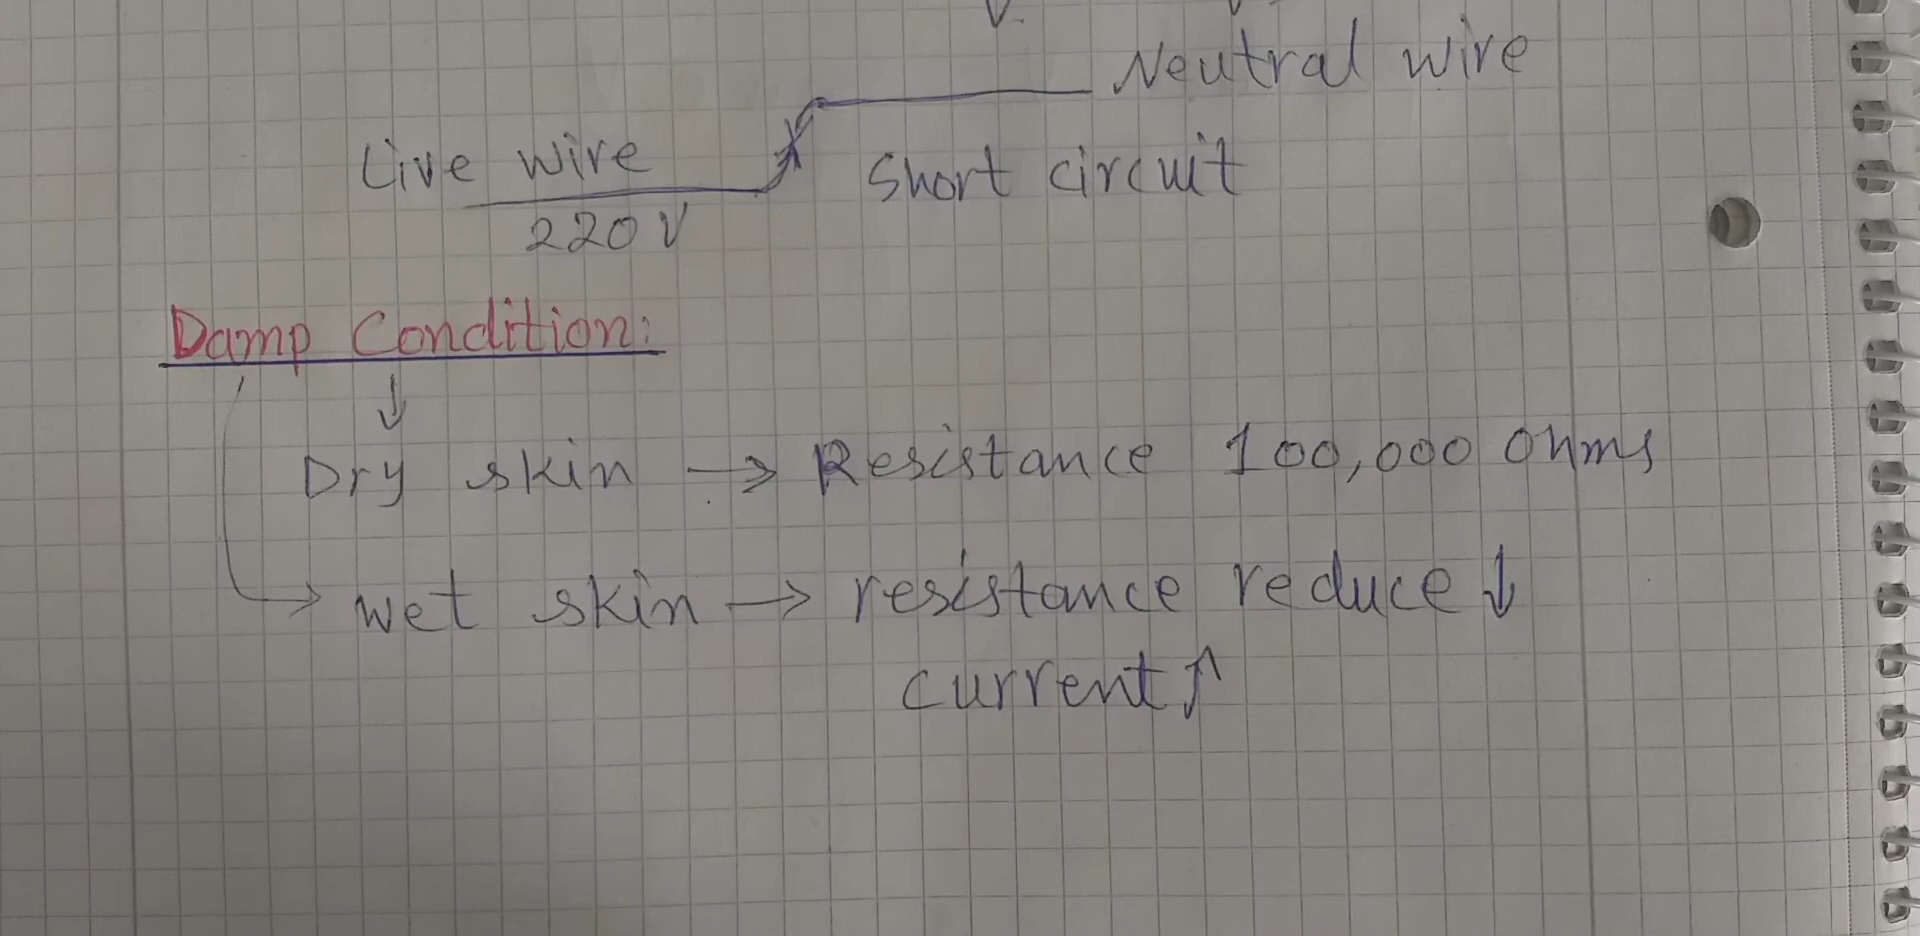 Neutral wire
Live wire
Short circuit
220V
Damp Condition:
↓
Dry skin → Resistance 100,000 Ohms
→ wet skin → resistance reduce ↓
current ↑